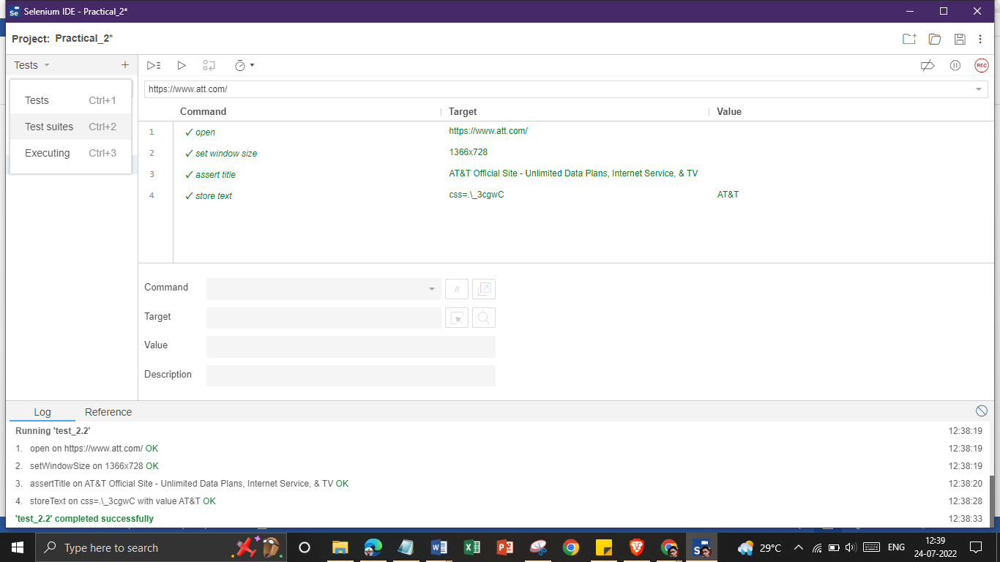 Selenium IDE - Practical_2*
Project: Practical_2*
Tests
REC
Tests Ctrl+1
Test suites Ctrl+2
Executing Ctrl+3
https://www.att.com/
Command Target Value
1 ✓ open https://www.att.com/
2 ✓ set window size 1366x728
3 ✓ assert title AT&T Official Site - Unlimited Data Plans, Internet Service, & TV
4 ✓ store text css=.\_3cgwC AT&T
Command //
Target
Value
Description
Log Reference
Running 'test_2.2' 12:38:19
1. open on https://www.att.com/ OK 12:38:19
2. setWindowSize on 1366x728 OK 12:38:19
3. assertTitle on AT&T Official Site - Unlimited Data Plans, Internet Service, & TV OK 12:38:20
4. storeText on css=.\_3cgwC with value AT&T OK 12:38:28
'test_2.2' completed successfully 12:38:33
Type here to search
29°C
ENG
12:39
24-07-2022